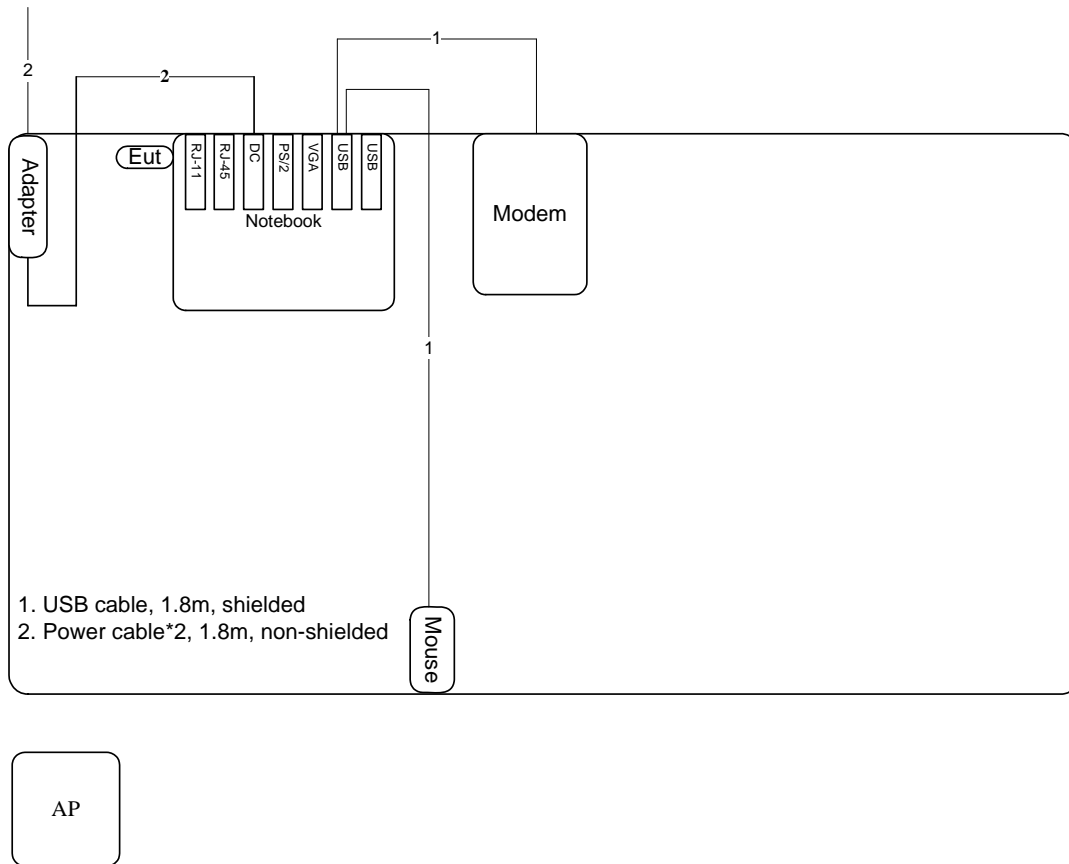 1
2
2
Eut
Adapter
RJ-11
RJ-45
DC
PS/2
VGA
USB
USB
Notebook
Modem
1
1. USB cable, 1.8m, shielded
2. Power cable*2, 1.8m, non-shielded
Mouse
AP